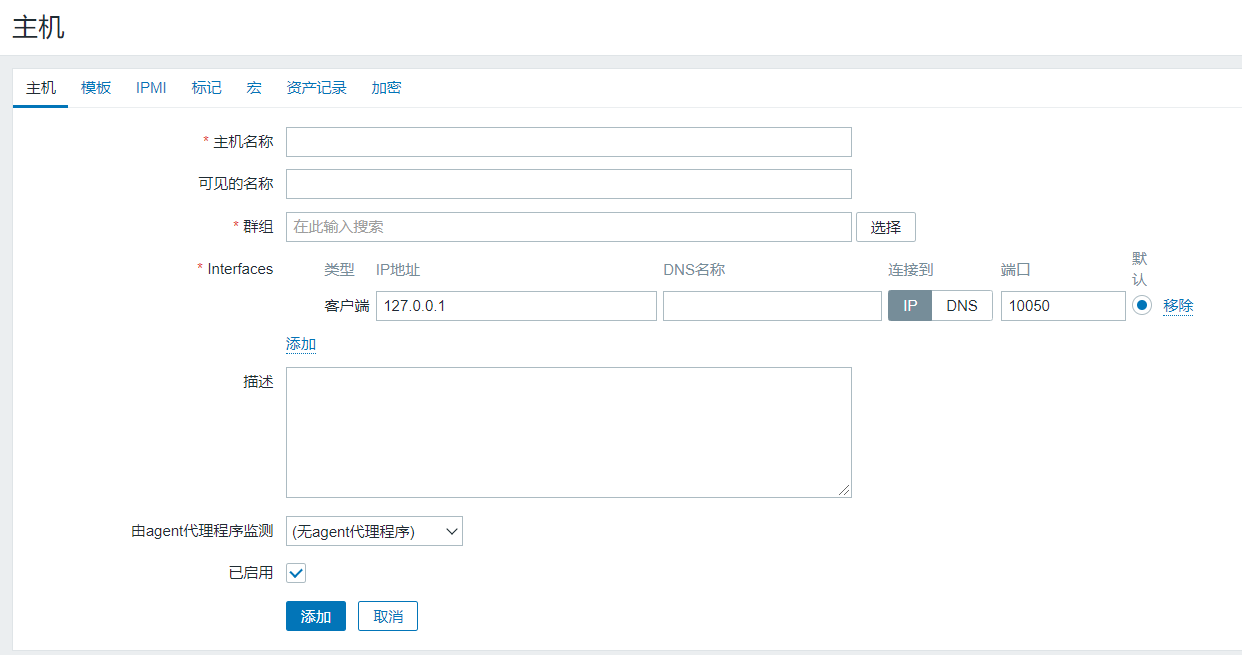 主机
主机 模板 IPMI 标记 宏 资产记录 加密
* 主机名称
可见的名称
* 群组 在此输入搜索 选择
* Interfaces 类型 IP地址 DNS名称 连接到 端口 默认
客户端 127.0.0.1 IP DNS 10050 移除
添加
描述
由agent代理程序监测 (无agent代理程序)
已启用
添加 取消